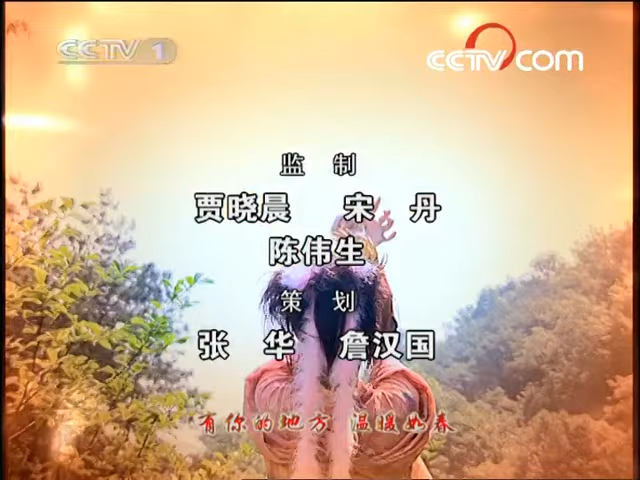 CCTV 1
CCTV.com
监 制
贾晓晨 宋 丹
陈伟生
策 划
张 华 詹汉国
有你的地方 温暖如春